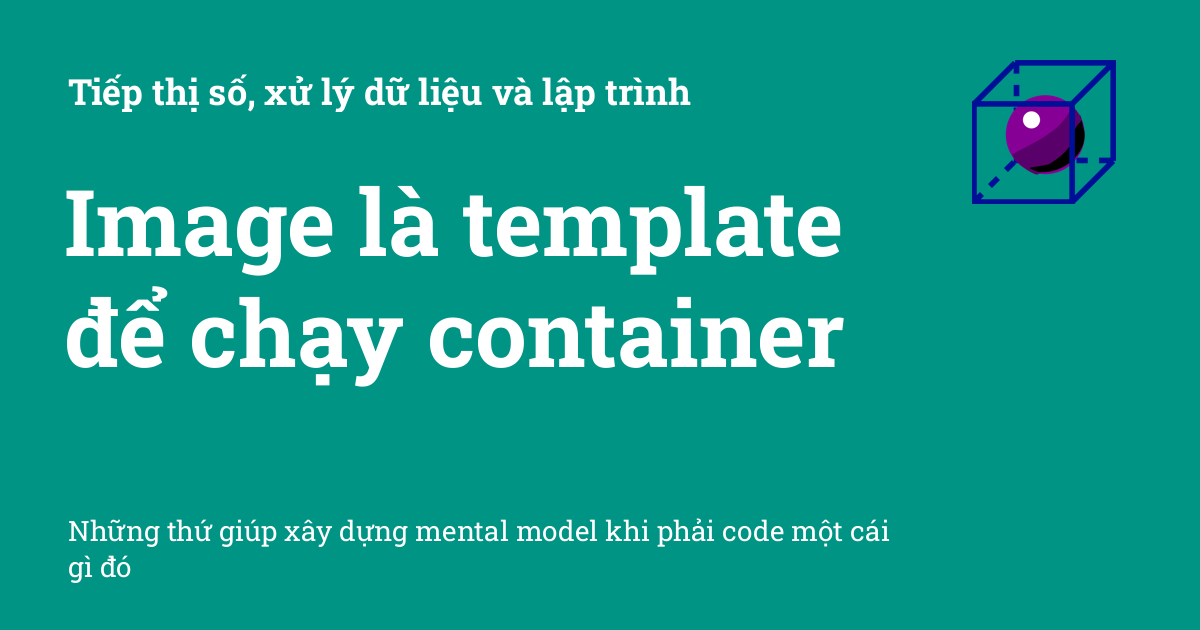 Tiếp thị số, xử lý dữ liệu và lập trình
Image là template
để chạy container
Những thứ giúp xây dựng mental model khi phải code một cái
gì đó